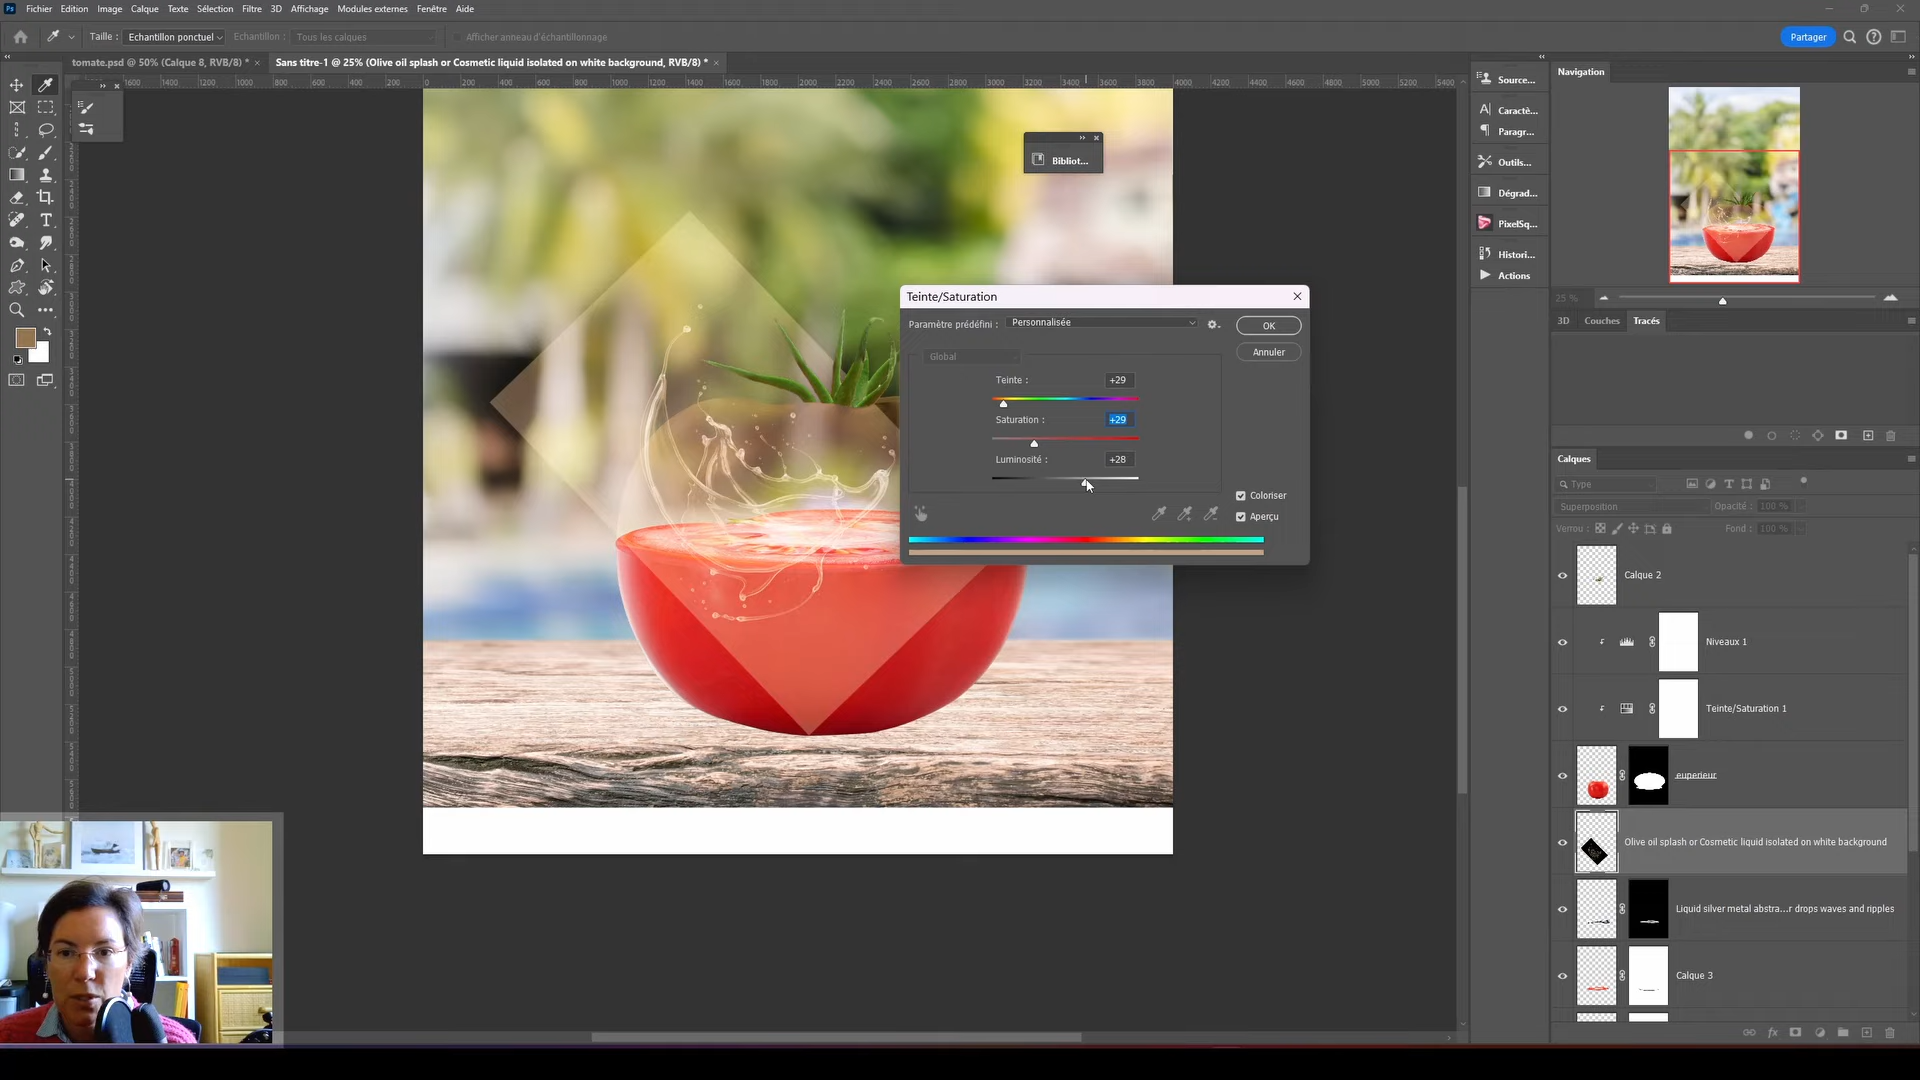 Ps Fichier Edition Image Calque Texte Sélection Filtre 3D Affichage Modules externes Fenêtre Aide
Taille : Echantillon ponctuel Echantillon : Tous les calques Afficher anneau d'échantillonnage Partager
tomate.psd @ 50% (Calque 8, RVB/8) * Sans titre-1 @ 25% (Olive oil splash or Cosmetic liquid isolated on white background, RVB/8) *
Bibliot...
Teinte/Saturation
Paramètre prédéfini : Personnalisée
OK
Annuler
Global
Teinte : +29
Saturation : +29
Luminosité : +28
Coloriser
Aperçu
Source...
Caractè...
Paragr...
Outils...
Dégrad...
PixelSq...
Histori...
Actions
Navigation
25 %
3D Couches Tracés
Calques
Type
Superposition Opacité : 100 %
Verrou : Fond : 100 %
Calque 2
Niveaux 1
Teinte/Saturation 1
euperieur
Olive oil splash or Cosmetic liquid isolated on white background
Liquid silver metal abstra...r drops waves and ripples
Calque 3